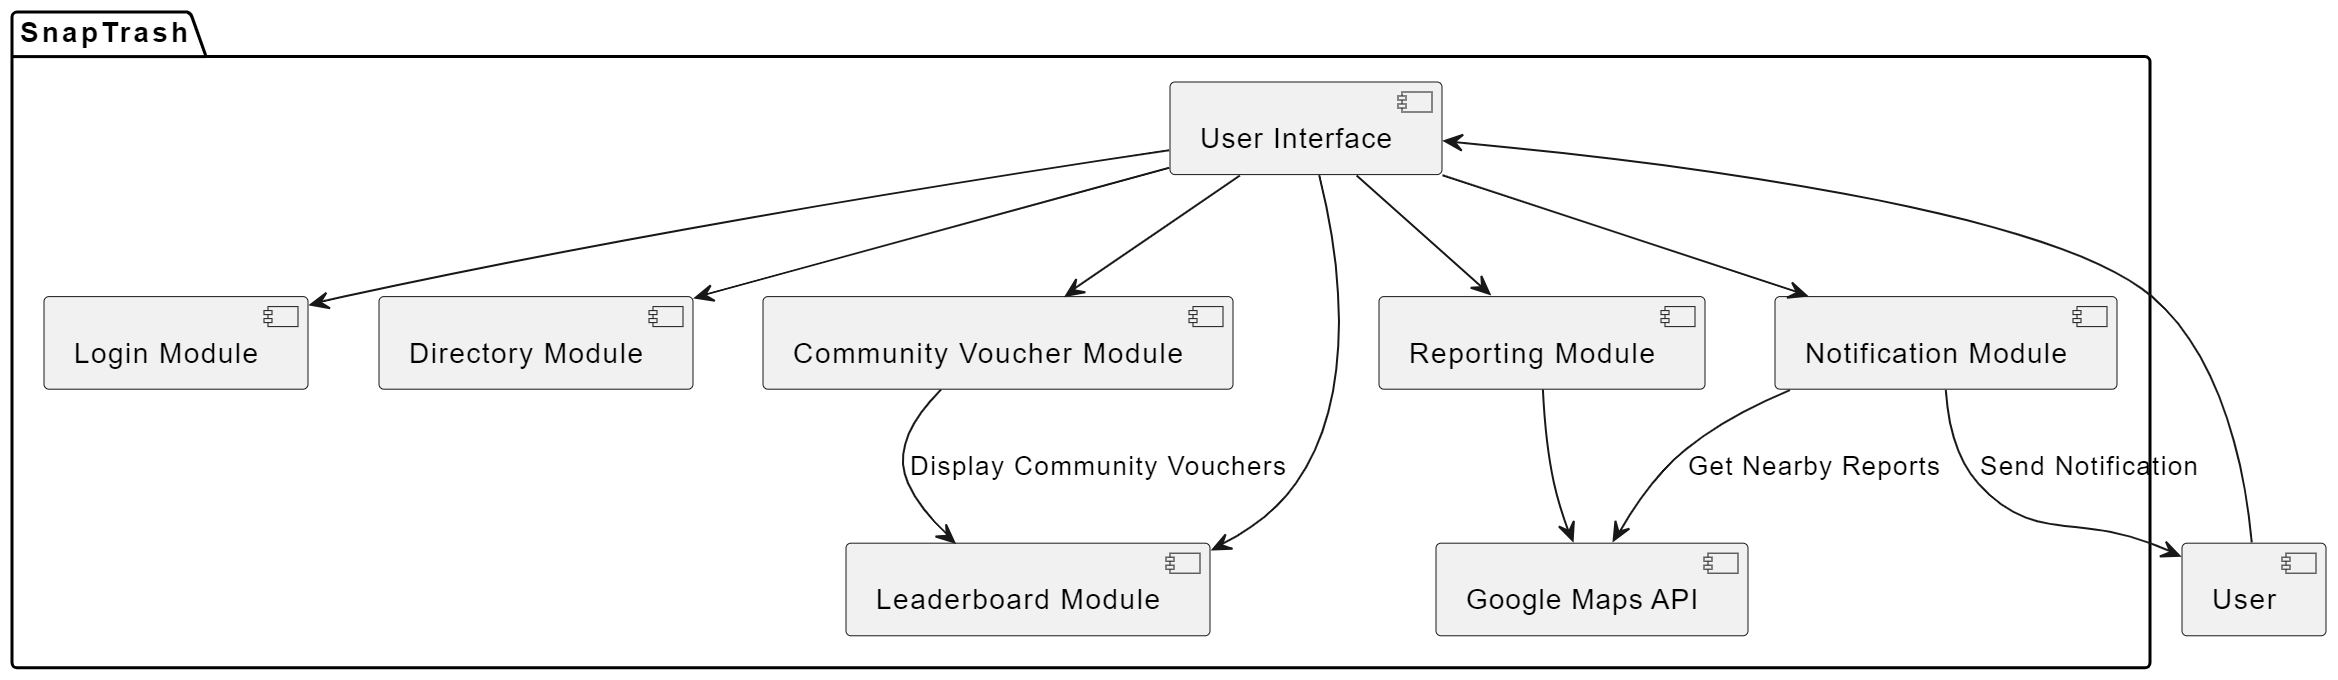 SnapTrash
User Interface
Login Module
Directory Module
Community Voucher Module
Reporting Module
Notification Module
Display Community Vouchers
Get Nearby Reports
Send Notification
Leaderboard Module
Google Maps API
User